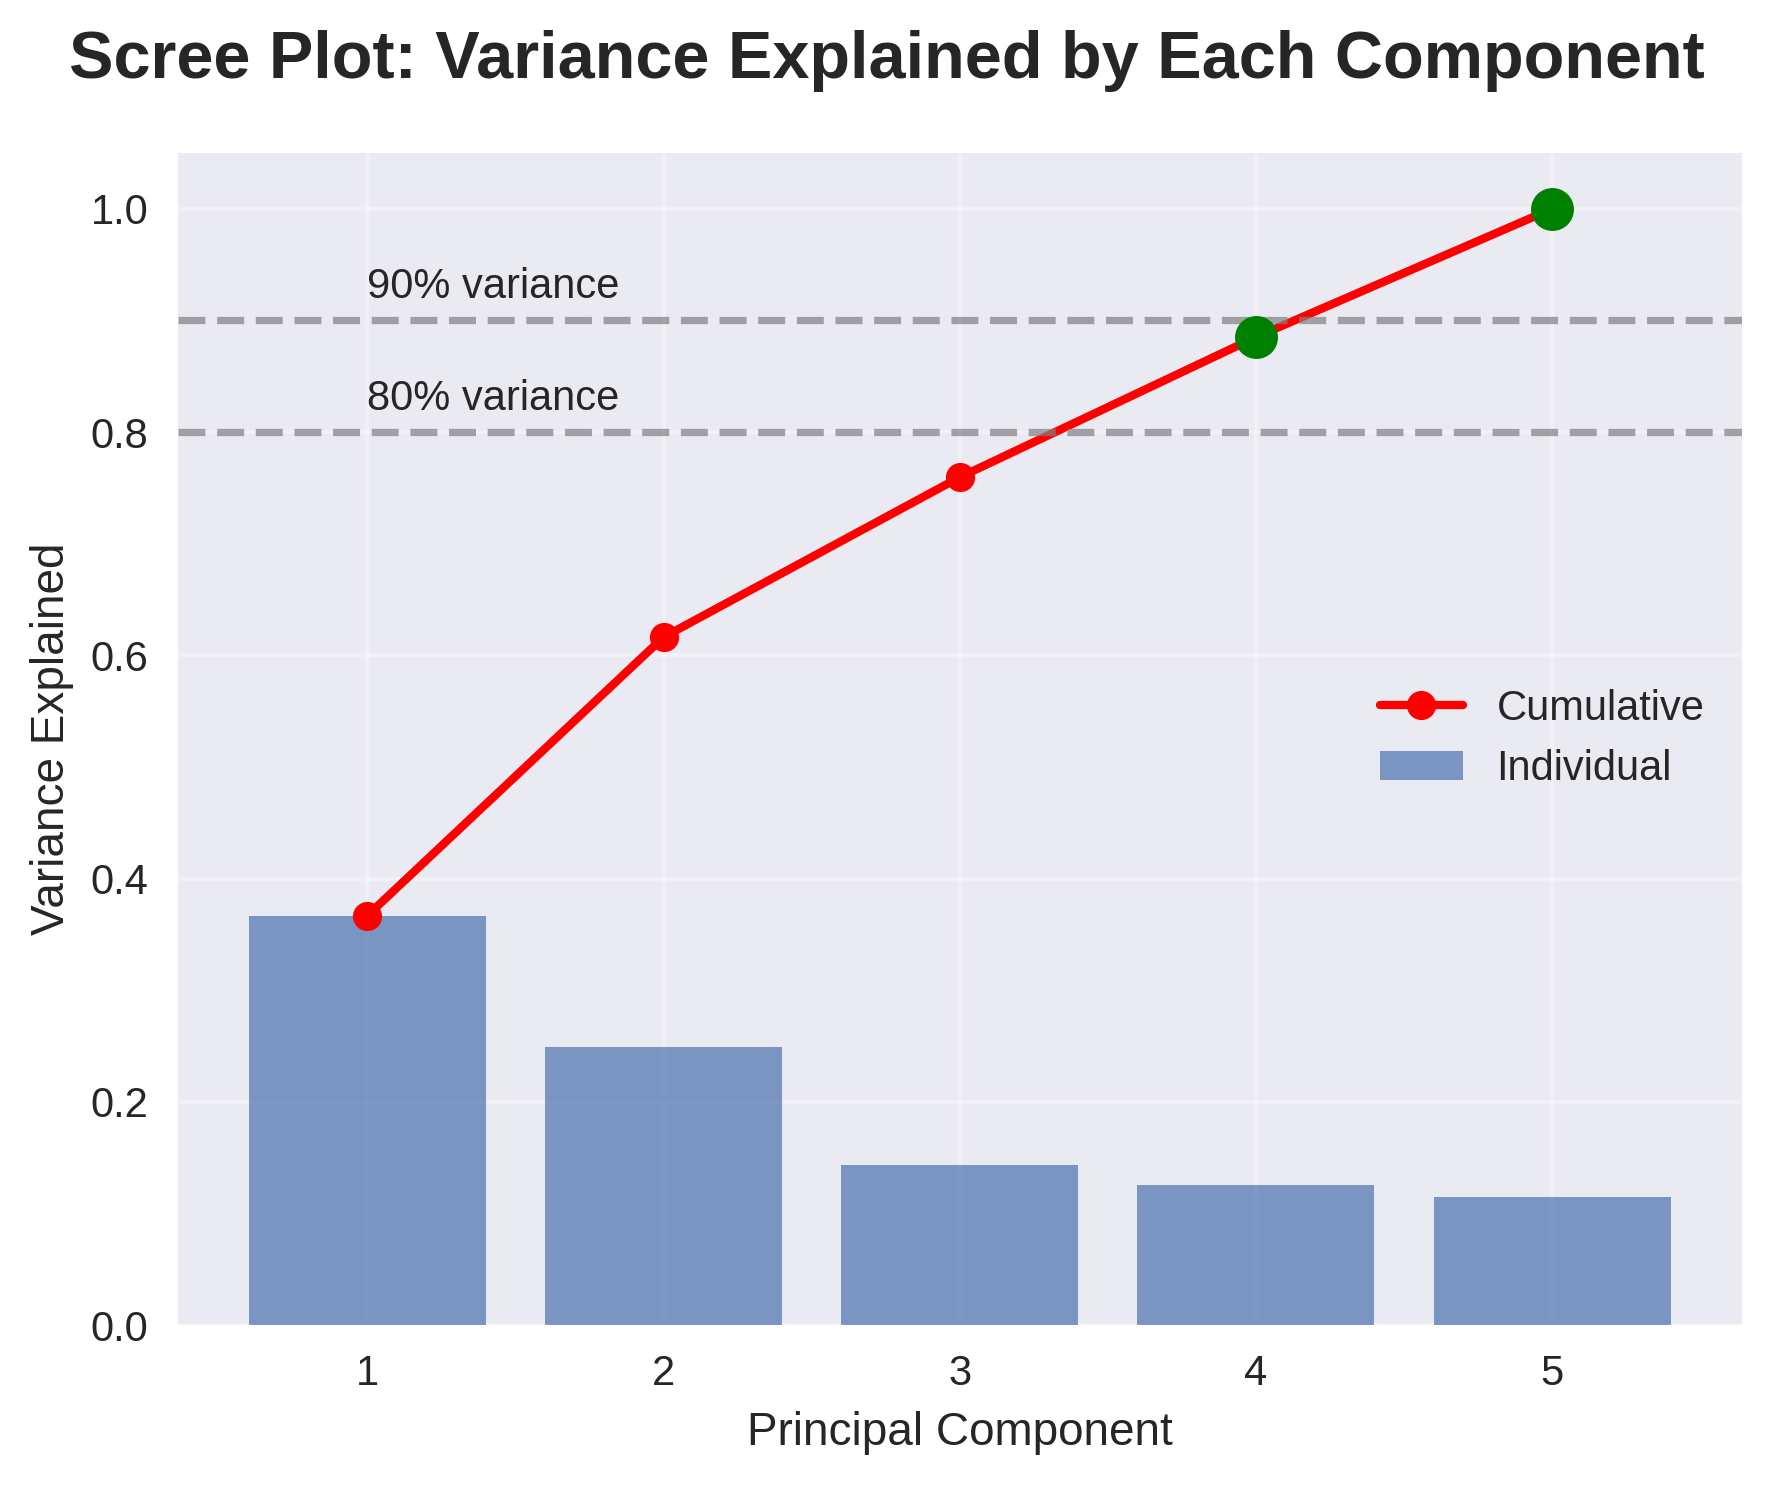 Scree Plot: Variance Explained by Each Component
1.0
90% variance
80% variance
0.8
Variance Explained
0.6
Cumulative
Individual
0.4
0.2
0.0
1 2 3 4 5
Principal Component